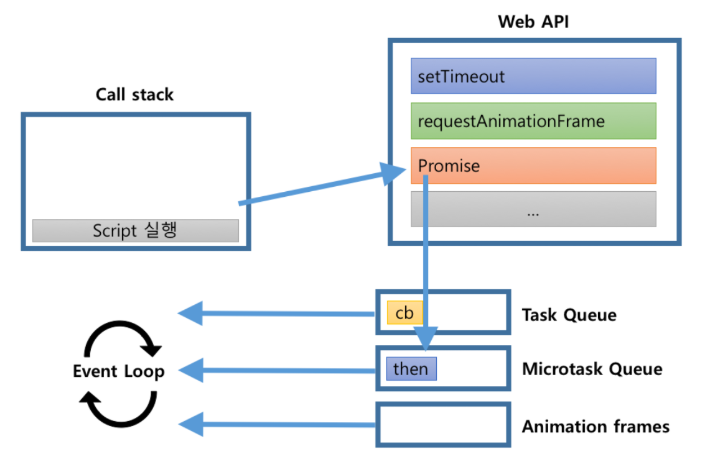 Web API
setTimeout
Call stack
requestAnimationFrame
Promise
...
Script 실행
cb
Task Queue
Event Loop
then
Microtask Queue
Animation frames